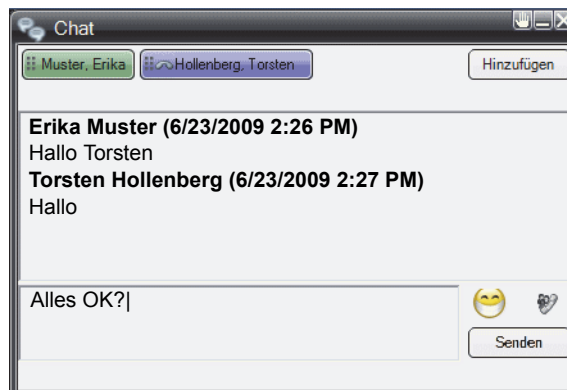 Chat
Muster, Erika
Hollenberg, Torsten
Hinzufügen
Erika Muster (6/23/2009 2:26 PM)
Hallo Torsten
Torsten Hollenberg (6/23/2009 2:27 PM)
Hallo
Alles OK?
Senden